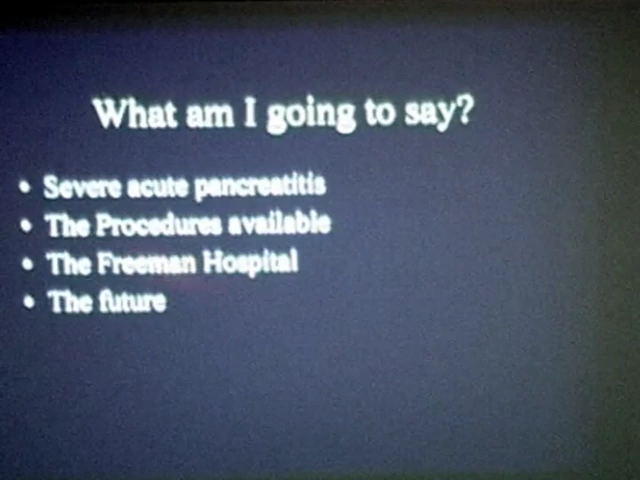 What am I going to say?
• Severe acute pancreatitis
• The Procedures available
• The Freeman Hospital
• The future